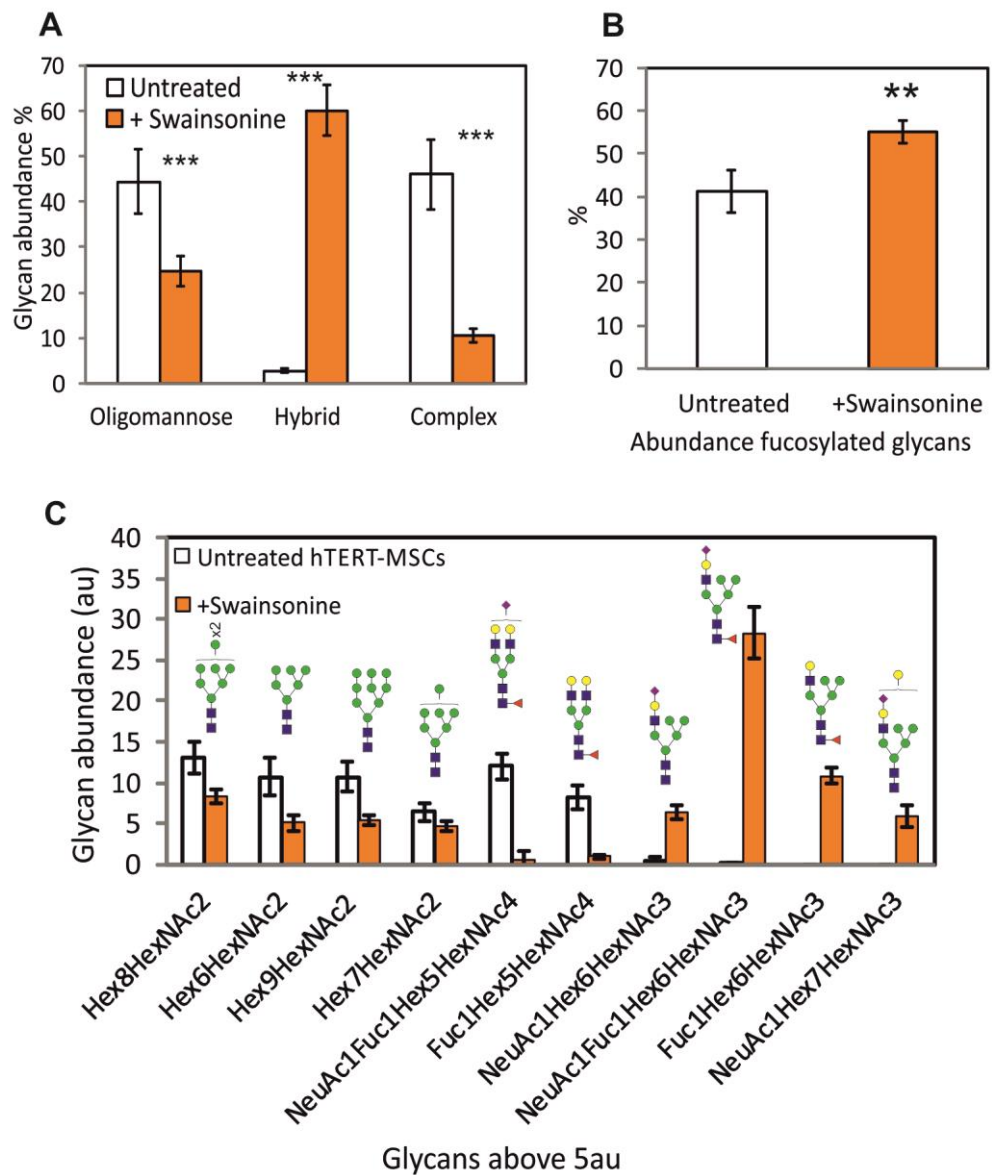 A
Glycan abundance %
70
60
50
40
30
20
10
0
Untreated
+ Swainsonine
***
***
***
Oligomannose
Hybrid
Complex
B
%
70
60
50
40
30
20
10
0
**
Untreated
+Swainsonine
Abundance fucosylated glycans
C
Glycan abundance (au)
40
35
30
25
20
15
10
5
0
Untreated hTERT-MSCs
+Swainsonine
x2
Hex8HexNAc2
Hex6HexNAc2
Hex9HexNAc2
Hex7HexNAc2
NeuAc1Fuc1Hex5HexNAc4
Fuc1Hex5HexNAc4
NeuAc1Hex6HexNAc3
NeuAc1Fuc1Hex6HexNAc3
Fuc1Hex6HexNAc3
NeuAc1Hex7HexNAc3
Glycans above 5au